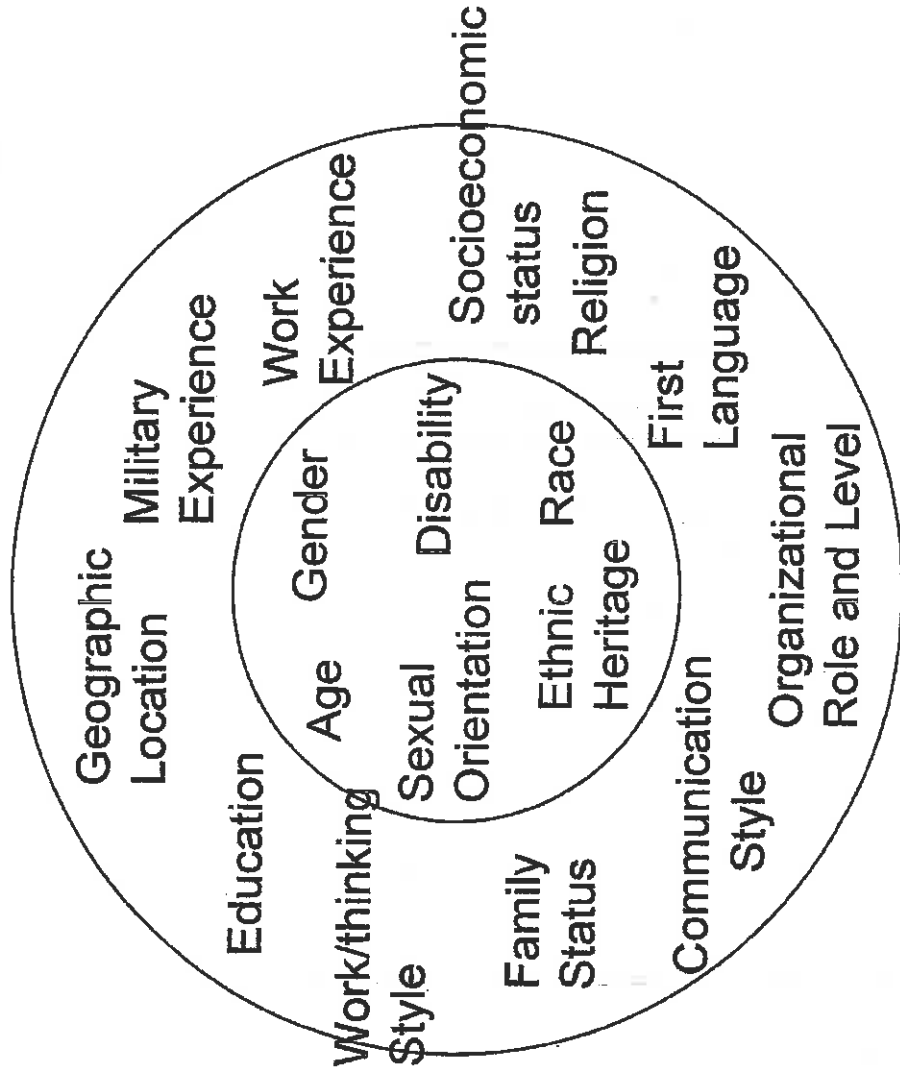 Geographic
Location
Military
Experience
Education
Work
Experience
Work/thinking
Style
Age
Gender
Sexual
Orientation
Disability
Socioeconomic
status
Family
Status
Ethnic
Heritage
Race
Religion
First
Language
Communication
Style
Organizational
Role and Level